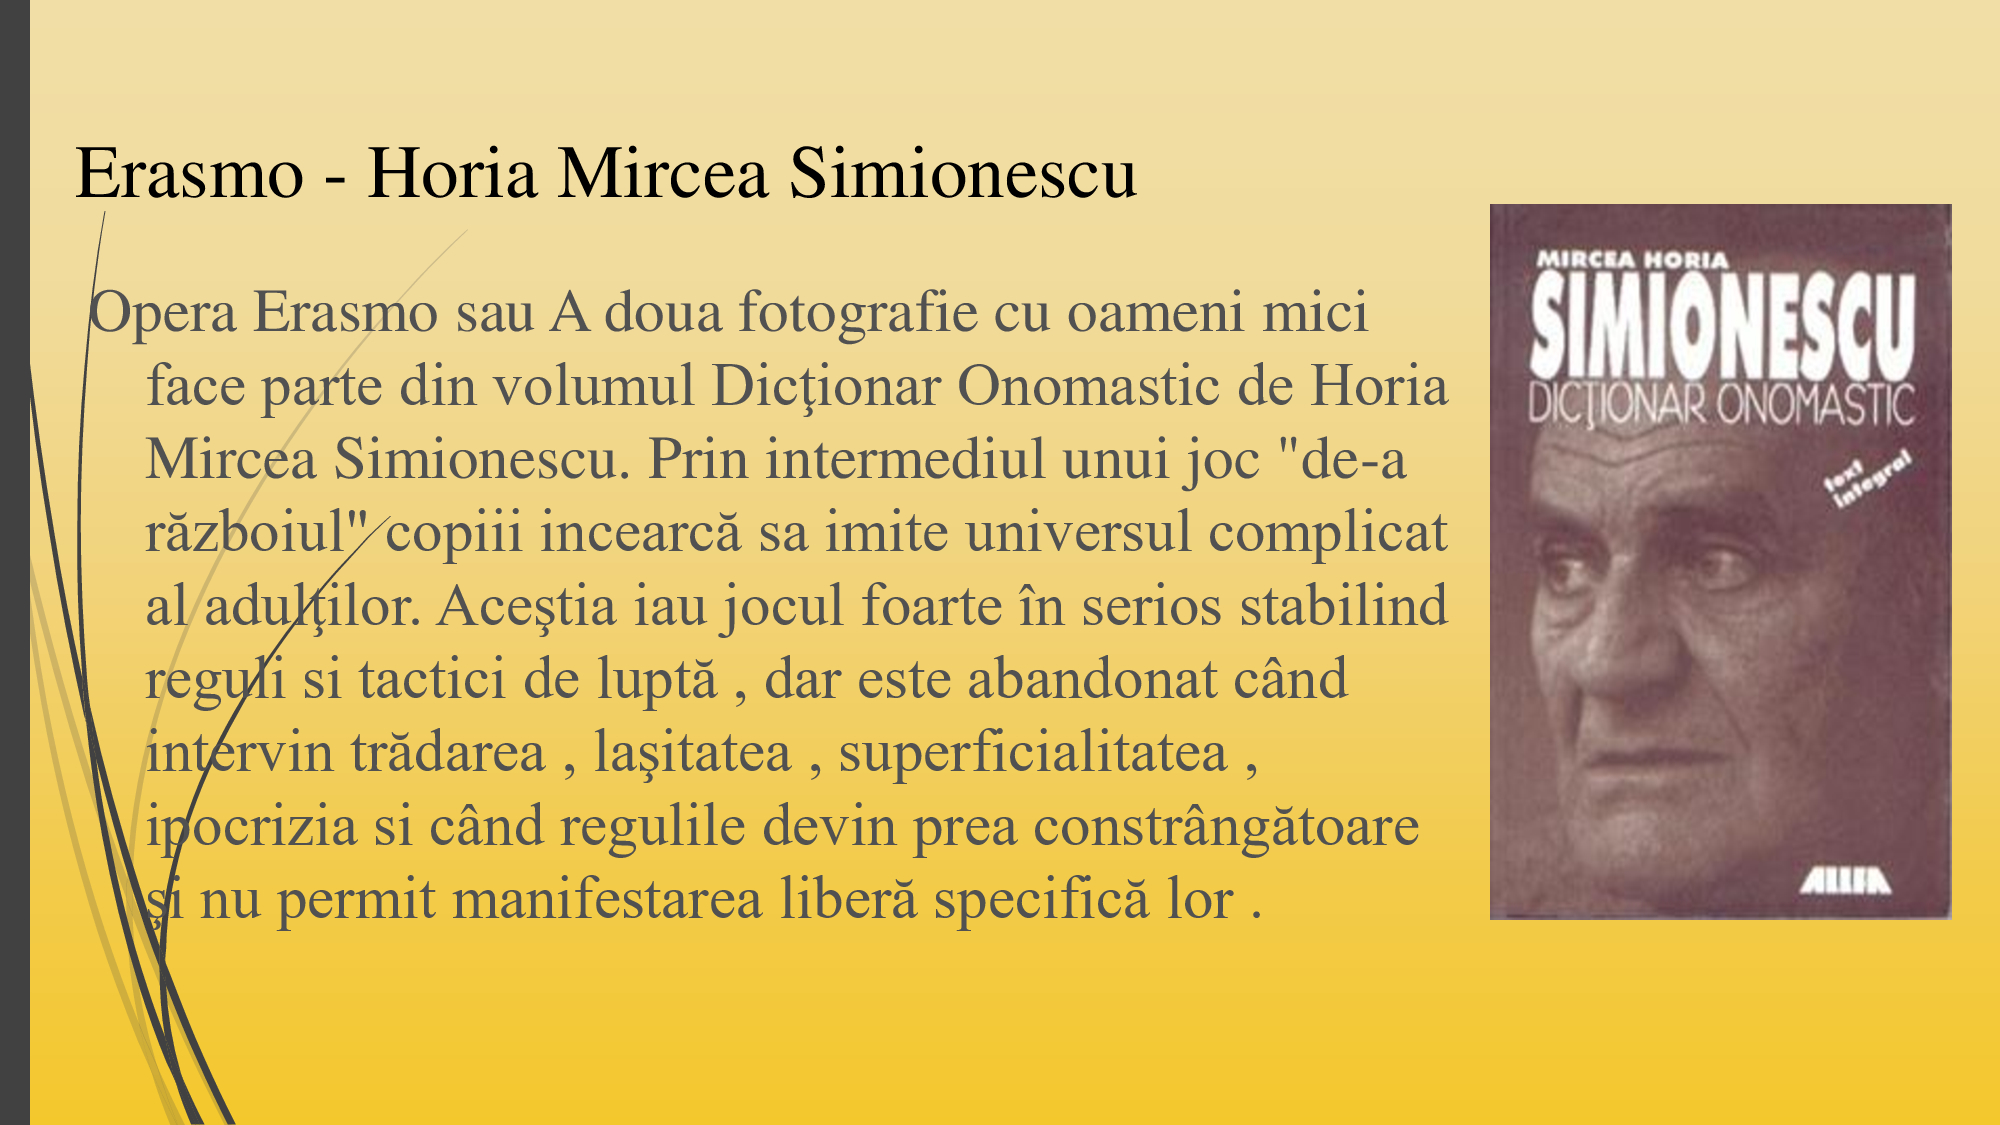 Erasmo - Horia Mircea Simionescu
Opera Erasmo sau A doua fotografie cu oameni mici
face parte din volumul Dicţionar Onomastic de Horia
Mircea Simionescu. Prin intermediul unui joc "de-a
războiul" copiii incearcă sa imite universul complicat
al adulţilor. Aceştia iau jocul foarte în serios stabilind
reguli si tactici de luptă , dar este abandonat când
intervin trădarea , laşitatea , superficialitatea ,
ipocrizia si când regulile devin prea constrângătoare
şi nu permit manifestarea liberă specifică lor .
MIRCEA HORIA
SIMIONESCU
DICŢIONAR ONOMASTIC
text
integral
ALLFA